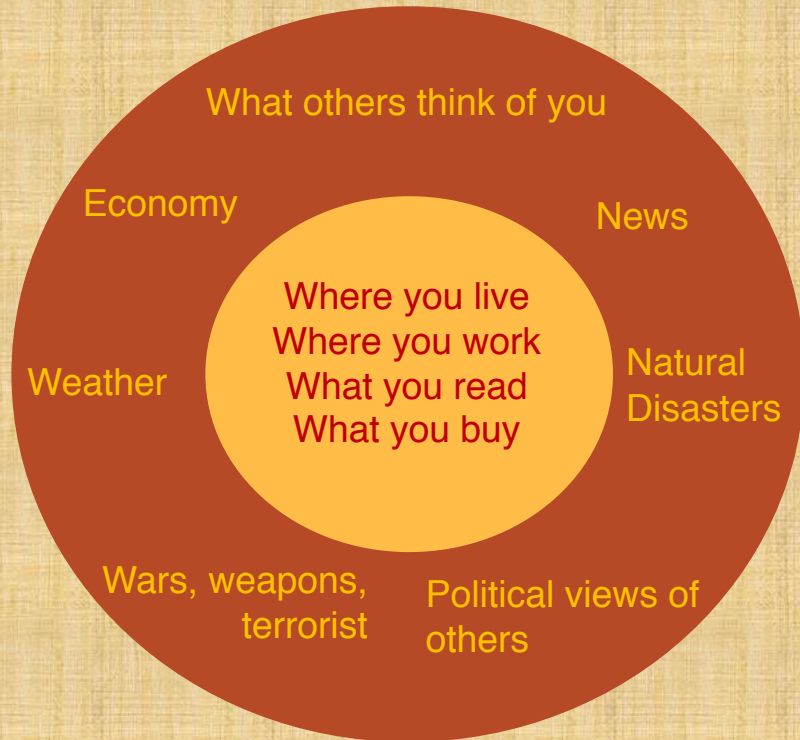 What others think of you
Economy
News
Where you live
Where you work
What you read
What you buy
Weather
Natural
Disasters
Wars, weapons,
terrorist
Political views of
others